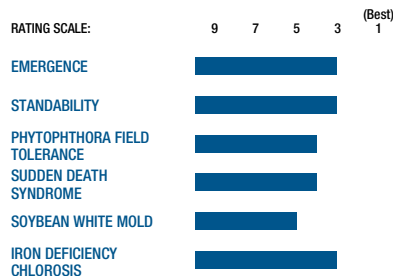 (Best)
RATING SCALE: 9 7 5 3 1
EMERGENCE
STANDABILITY
PHYTOPHTHORA FIELD
TOLERANCE
SUDDEN DEATH
SYNDROME
SOYBEAN WHITE MOLD
IRON DEFICIENCY
CHLOROSIS